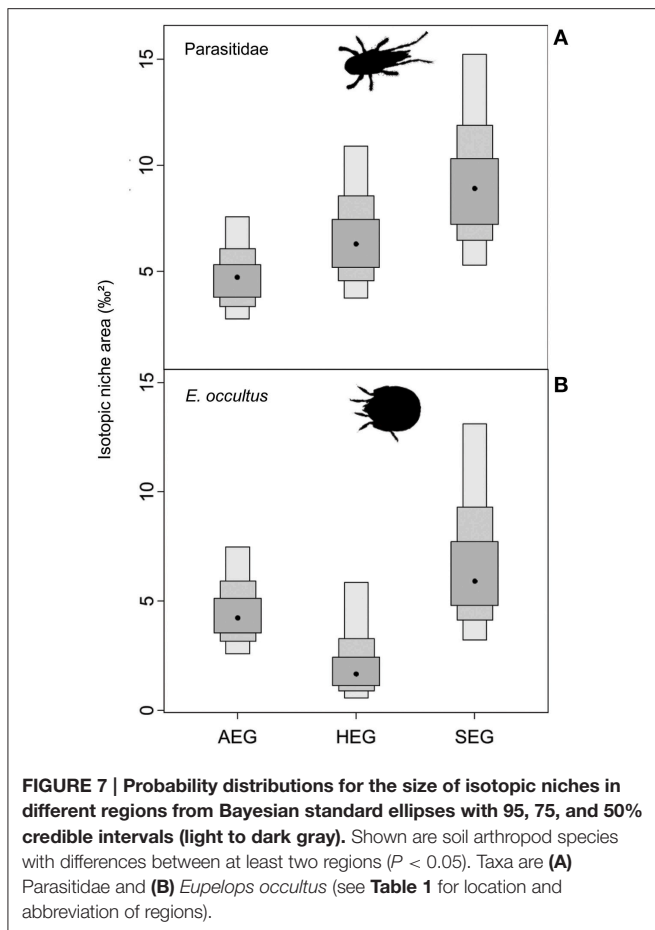 A
Parasitidae
15
10
5
Isotopic niche area (‰²)
B
E. occultus
15
10
5
0
AEG HEG SEG
FIGURE 7 | Probability distributions for the size of isotopic niches in
different regions from Bayesian standard ellipses with 95, 75, and 50%
credible intervals (light to dark gray). Shown are soil arthropod species
with differences between at least two regions (P < 0.05). Taxa are (A)
Parasitidae and (B) Eupelops occultus (see Table 1 for location and
abbreviation of regions).